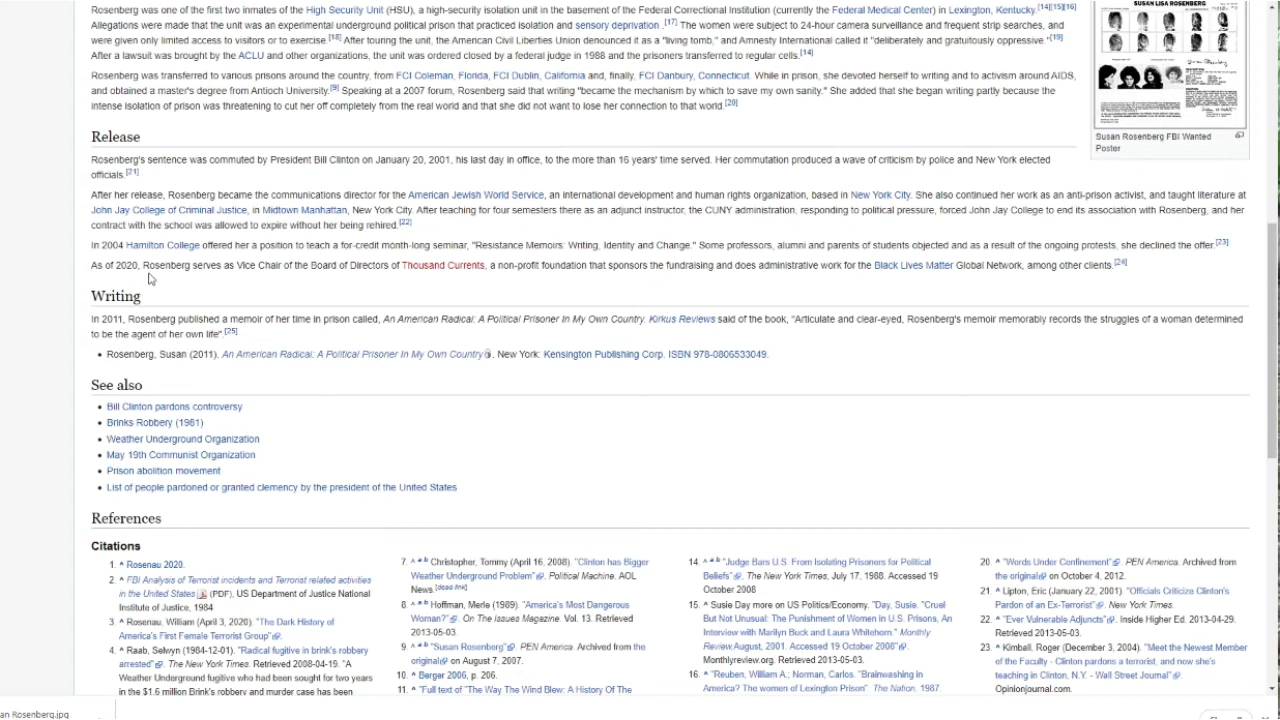 Rosenberg was one of the first two inmates of the High Security Unit (HSU), a high-security isolation unit in the basement of the Federal Correctional Institution (currently the Federal Medical Center) in Lexington, Kentucky.[14][15][16]
Allegations were made that the unit was an experimental underground political prison that practiced isolation and sensory deprivation .[17] The women were subject to 24-hour camera surveillance and frequent strip searches, and
were given only limited access to visitors or to exercise.[18] After touring the unit, the American Civil Liberties Union denounced it as a "living tomb," and Amnesty International called it "deliberately and gratuitously oppressive."[19]
After a lawsuit was brought by the ACLU and other organizations, the unit was ordered closed by a federal judge in 1988 and the prisoners transferred to regular cells.[14]
Rosenberg was transferred to various prisons around the country, from FCI Coleman, Florida, FCI Dublin, California and, finally, FCI Danbury, Connecticut. While in prison, she devoted herself to writing and to activism around AIDS,
and obtained a master's degree from Antioch University.[9] Speaking at a 2007 forum, Rosenberg said that writing "became the mechanism by which to save my own sanity." She added that she began writing partly because the
intense isolation of prison was threatening to cut her off completely from the real world and that she did not want to lose her connection to that world.[20]
SUSAN LISA ROSENBERG
Susan Rosenberg FBI Wanted
Poster
Release
Rosenberg's sentence was commuted by President Bill Clinton on January 20, 2001, his last day in office, to the more than 16 years' time served. Her commutation produced a wave of criticism by police and New York elected
officials.[21]
After her release, Rosenberg became the communications director for the American Jewish World Service, an international development and human rights organization, based in New York City. She also continued her work as an anti-prison activist, and taught literature at
John Jay College of Criminal Justice, in Midtown Manhattan, New York City. After teaching for four semesters there as an adjunct instructor, the CUNY administration, responding to political pressure, forced John Jay College to end its association with Rosenberg, and her
contract with the school was allowed to expire without her being rehired.[22]
In 2004 Hamilton College offered her a position to teach a for-credit month-long seminar, "Resistance Memoirs: Writing, Identity and Change." Some professors, alumni and parents of students objected and as a result of the ongoing protests, she declined the offer.[23]
As of 2020, Rosenberg serves as Vice Chair of the Board of Directors of Thousand Currents, a non-profit foundation that sponsors the fundraising and does administrative work for the Black Lives Matter Global Network, among other clients.[24]
Writing
In 2011, Rosenberg published a memoir of her time in prison called, An American Radical: A Political Prisoner In My Own Country. Kirkus Reviews said of the book, "Articulate and clear-eyed, Rosenberg's memoir memorably records the struggles of a woman determined
to be the agent of her own life".[25]
• Rosenberg, Susan (2011). An American Radical: A Political Prisoner In My Own Country. New York: Kensington Publishing Corp. ISBN 978-0806533049.
See also
• Bill Clinton pardons controversy
• Brinks Robbery (1981)
• Weather Underground Organization
• May 19th Communist Organization
• Prison abolition movement
• List of people pardoned or granted clemency by the president of the United States
References
Citations
1. ^ Rosenau 2020.
2. ^ FBI Analysis of Terrorist incidents and Terrorist related activities
in the United States (PDF), US Department of Justice National
Institute of Justice, 1984
3. ^ Rosenau, William (April 3, 2020). "The Dark History of
America's First Female Terrorist Group".
4. ^ Raab, Selwyn (1984-12-01). "Radical fugitive in brink's robbery
arrested". The New York Times. Retrieved 2008-04-19. "A
Weather Underground fugitive who had been sought for two years
in the $1.6 million Brink's robbery and murder case has been
7. ^ a b Christopher, Tommy (April 16, 2008). "Clinton has Bigger
Weather Underground Problem". Political Machine. AOL
News.[dead link]
8. ^ a b Hoffman, Merle (1989). "America's Most Dangerous
Woman?". On The Issues Magazine. Vol. 13. Retrieved
2013-05-03.
9. ^ a b "Susan Rosenberg". PEN America. Archived from the
original on August 7, 2007.
10. ^ Berger 2006, p. 206.
11. ^ "Full text of "The Way The Wind Blew: A History Of The
14. ^ a b "Judge Bars U.S. From Isolating Prisoners for Political
Beliefs". The New York Times, July 17, 1988. Accessed 19
October 2008
15. ^ Susie Day more on US Politics/Economy. "Day, Susie. "Cruel
But Not Unusual: The Punishment of Women in U.S. Prisons, An
Interview with Marilyn Buck and Laura Whitehorn." Monthly
Review,August, 2001. Accessed 19 October 2008".
Monthlyreview.org. Retrieved 2013-05-03.
16. ^ "Reuben, William A.; Norman, Carlos. "Brainwashing in
America? The women of Lexington Prison". The Nation, 1987.
20. ^ "Words Under Confinement". PEN America. Archived from
the original on October 4, 2012.
21. ^ Lipton, Eric (January 22, 2001). "Officials Criticize Clinton's
Pardon of an Ex-Terrorist". New York Times.
22. ^ "Ever Vulnerable Adjuncts". Inside Higher Ed. 2013-04-29.
Retrieved 2013-05-03.
23. ^ Kimball, Roger (December 3, 2004). "Meet the Newest Member
of the Faculty - Clinton pardons a terrorist, and now she's
teaching in Clinton, N.Y. - Wall Street Journal".
Opinionjournal.com.
an Rosenberg.jpg